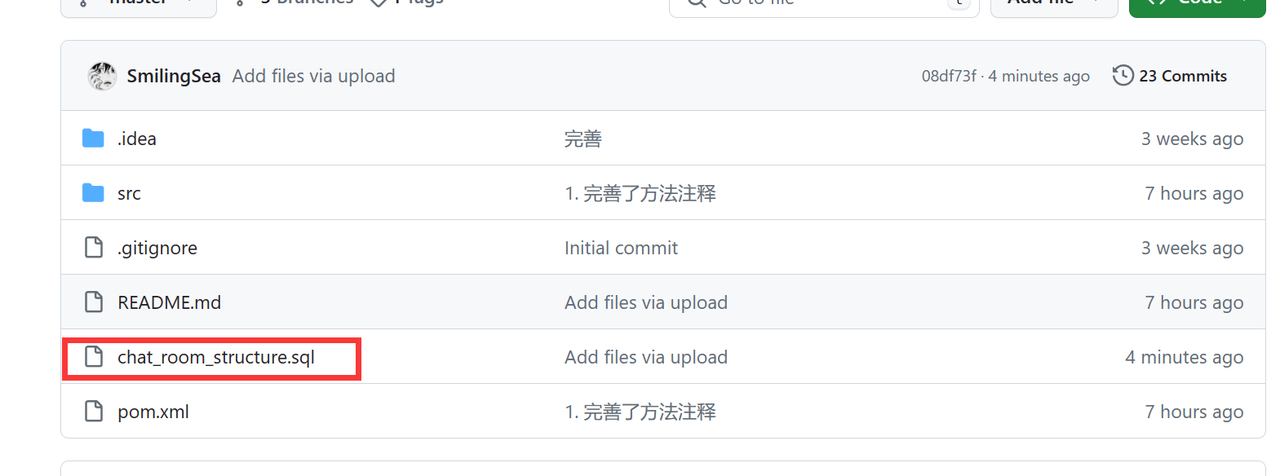 master 3 Branches 1 Tags Go to file t Add file Code
SmilingSea Add files via upload 08df73f · 4 minutes ago 23 Commits
.idea 完善 3 weeks ago
src 1. 完善了方法注释 7 hours ago
.gitignore Initial commit 3 weeks ago
README.md Add files via upload 7 hours ago
chat_room_structure.sql Add files via upload 4 minutes ago
pom.xml 1. 完善了方法注释 7 hours ago